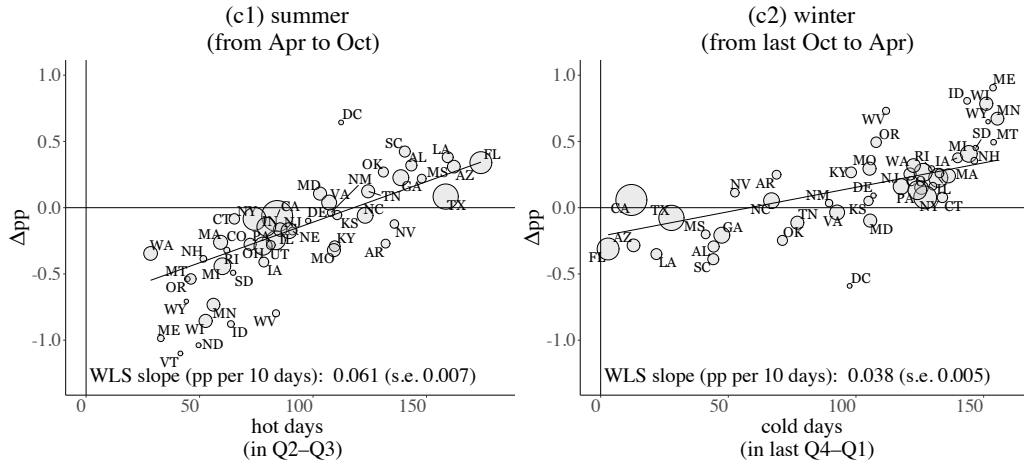 (c1) summer
(from Apr to Oct)
1.0
0.5
0.0
-0.5
-1.0
Δpp
DC
SC
LA
FL
OK
AL
MS
AZ
NM
MD
VA
TN
GA
TX
NY
CA
DE
NC
CT
IN
NJ
KS
NV
MA
CO
PA
IL
NE
KY
AR
WA
NH
RI
OH
UT
MO
MT
MI
SD
IA
OR
WY
MN
WV
ME
WI
ID
ND
VT
WLS slope (pp per 10 days): 0.061 (s.e. 0.007)
0
50
100
150
hot days
(in Q2–Q3)
(c2) winter
(from last Oct to Apr)
1.0
0.5
0.0
-0.5
-1.0
Δpp
ME
ID
WI
WV
WY
MN
OR
SD
MT
MI
MO
WA
RI
IA
NH
KY
AR
NV
NJ
CO
IL
MA
DE
NM
CA
TX
NC
KS
PA
NY
CT
TN
VA
MS
GA
AZ
AL
OK
MD
FL
LA
SC
DC
WLS slope (pp per 10 days): 0.038 (s.e. 0.005)
0
50
100
150
cold days
(in last Q4–Q1)